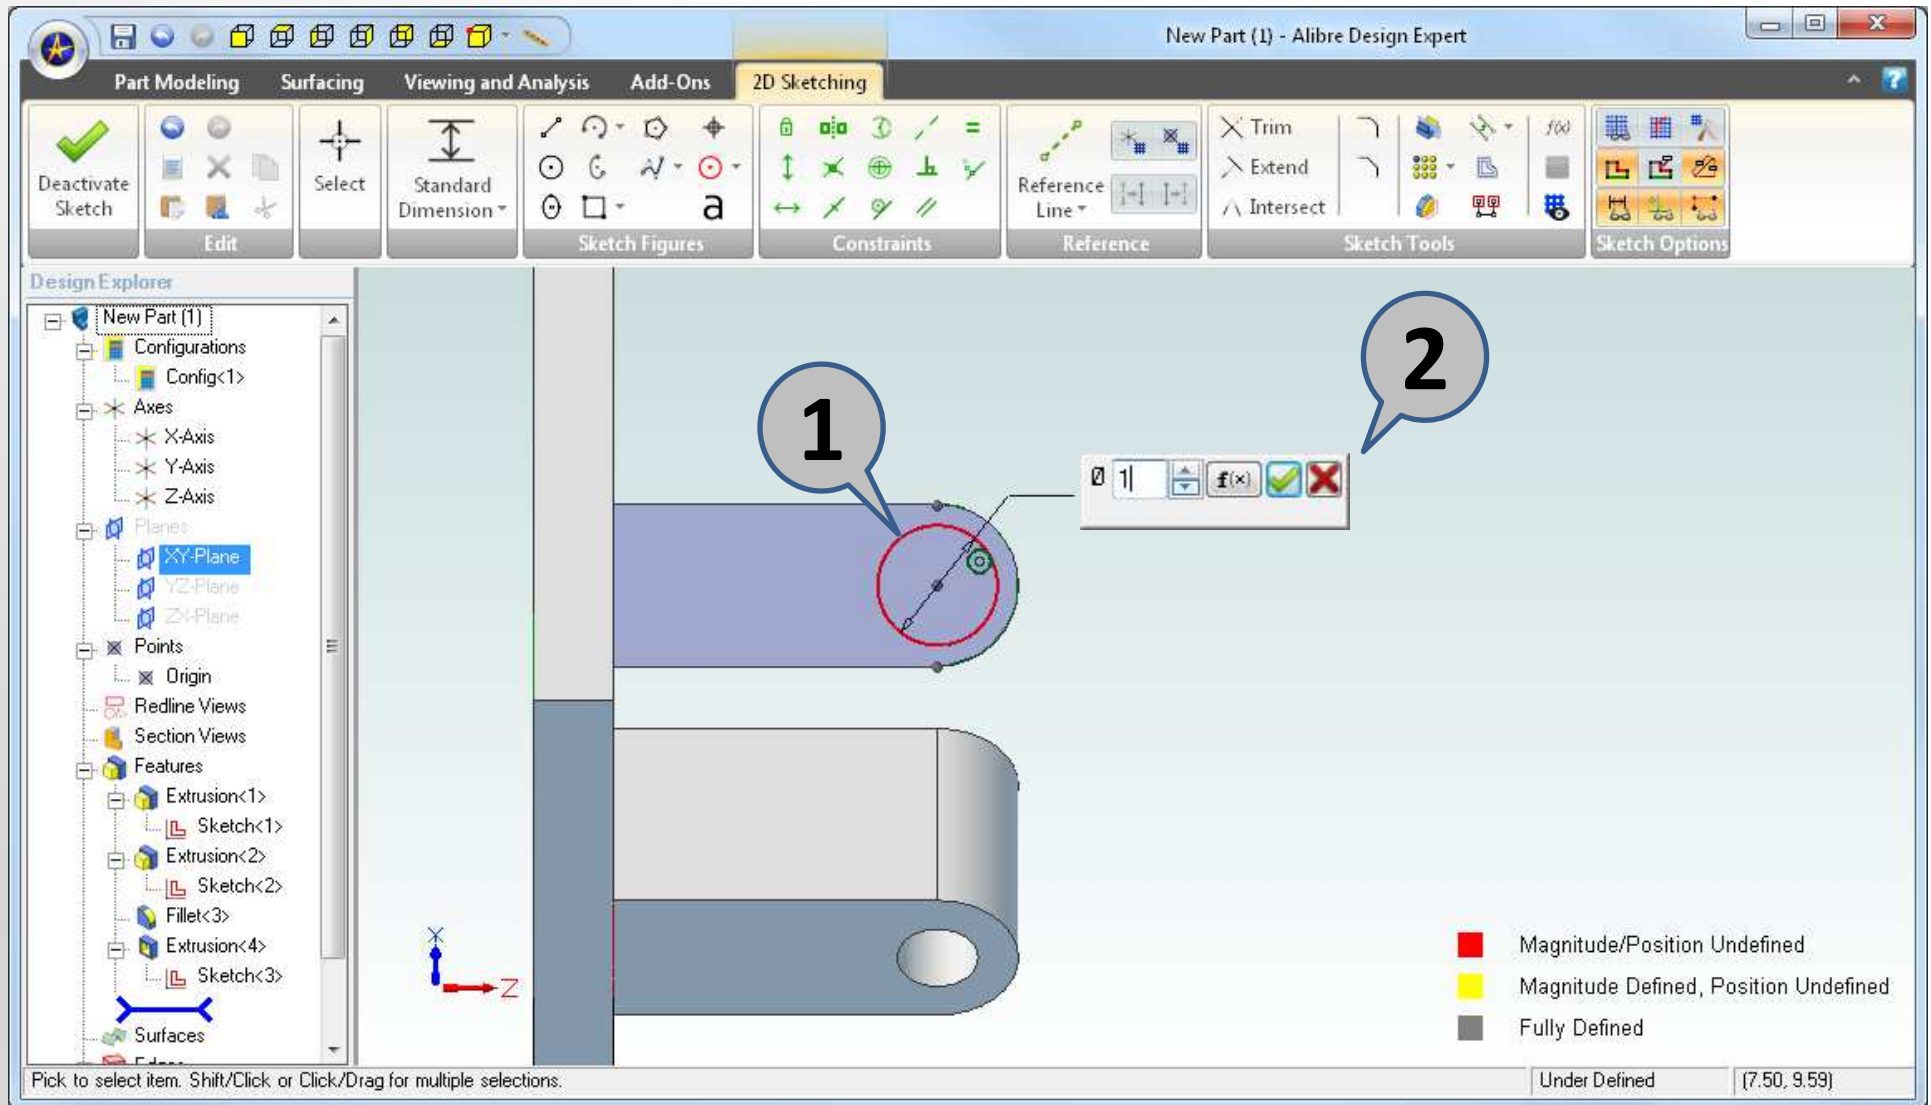 New Part (1) - Alibre Design Expert
Part Modeling Surfacing Viewing and Analysis Add-Ons 2D Sketching
Deactivate Sketch
Edit
Select
Standard Dimension
a
Sketch Figures
Constraints
Reference Line
Reference
Trim
Extend
Intersect
f(x)
Sketch Tools
Sketch Options
Design Explorer
New Part (1)
Configurations
Config<1>
Axes
X-Axis
Y-Axis
Z-Axis
Planes
XY-Plane
YZ-Plane
ZX-Plane
Points
Origin
Redline Views
Section Views
Features
Extrusion<1>
Sketch<1>
Extrusion<2>
Sketch<2>
Fillet<3>
Extrusion<4>
Sketch<3>
Surfaces
1
2
Ø 1 f(x)
X
Z
Magnitude/Position Undefined
Magnitude Defined, Position Undefined
Fully Defined
Pick to select item. Shift/Click or Click/Drag for multiple selections.
Under Defined
(7.50, 9.59)